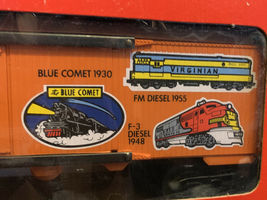 BLUE COMET 1930
The BLUE COMET
VIRGINIAN
FM DIESEL 1955
F-3
DIESEL
1948